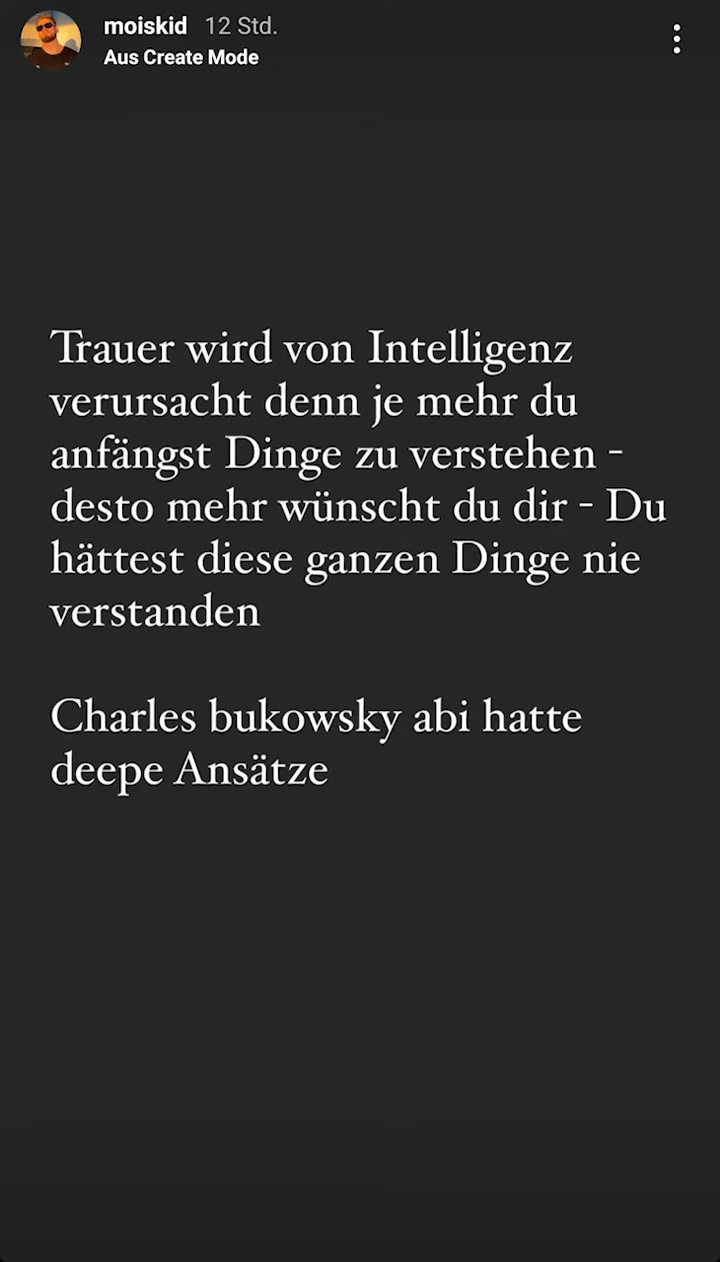 moiskid 12 Std.
Aus Create Mode
Trauer wird von Intelligenz
verursacht denn je mehr du
anfängst Dinge zu verstehen -
desto mehr wünscht du dir - Du
hättest diese ganzen Dinge nie
verstanden
Charles bukowsky abi hatte
deepe Ansätze